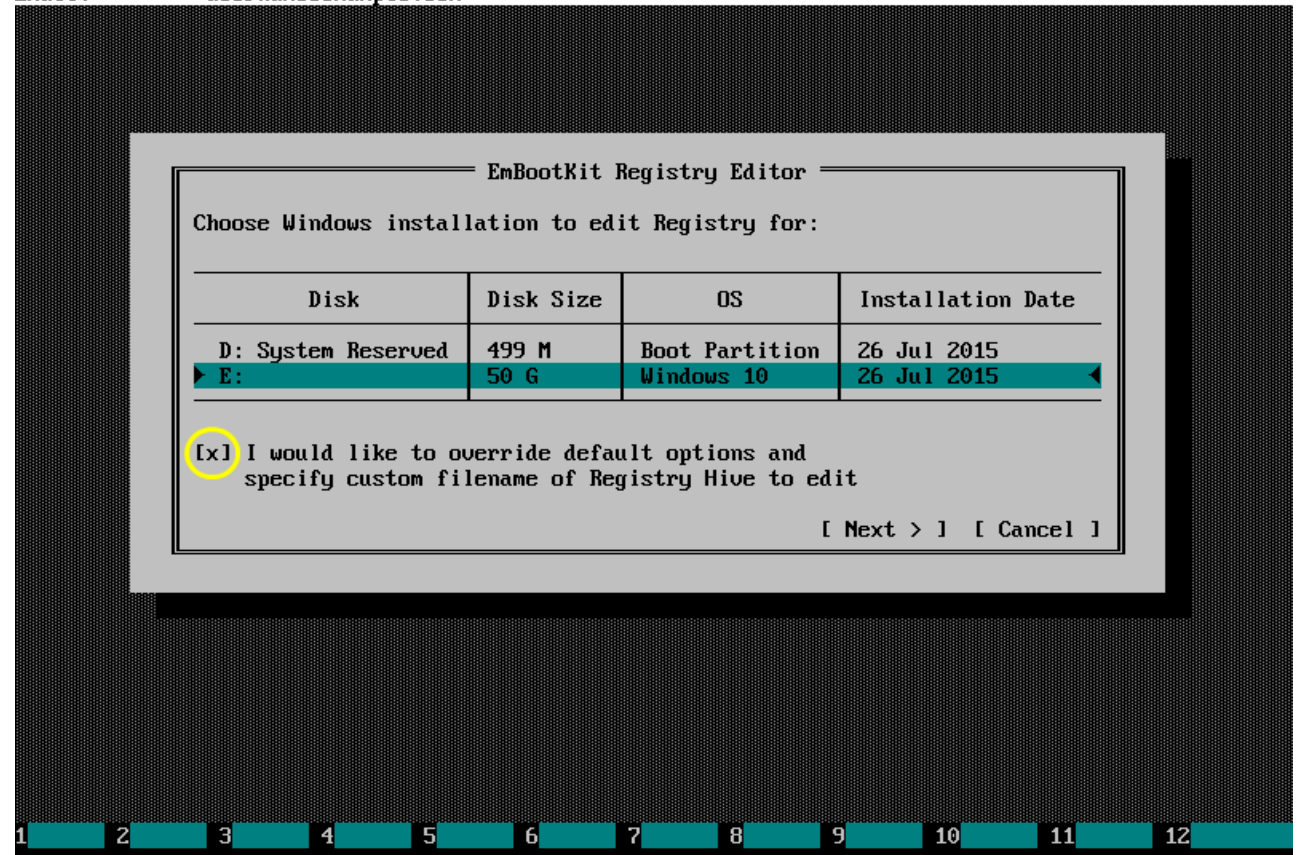 EmBootKit Registry Editor
Choose Windows installation to edit Registry for:
Disk Disk Size OS Installation Date
D: System Reserved 499 M Boot Partition 26 Jul 2015
E: 50 G Windows 10 26 Jul 2015
[x] I would like to override default options and
specify custom filename of Registry Hive to edit
[ Next > ] [ Cancel ]
1 2 3 4 5 6 7 8 9 10 11 12